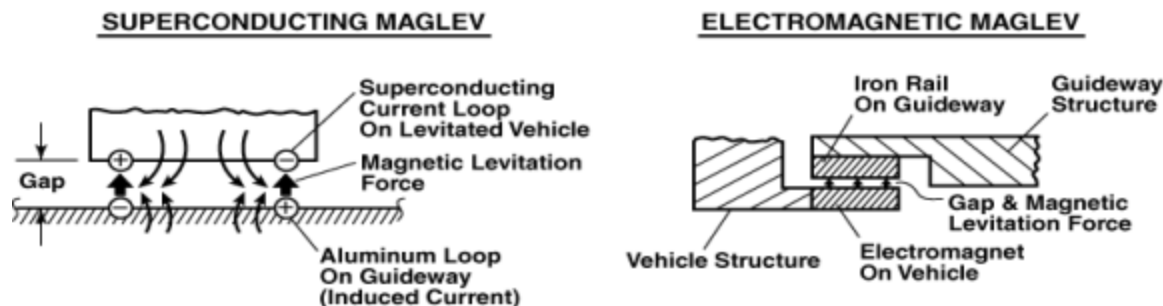 SUPERCONDUCTING MAGLEV
Superconducting
Current Loop
On Levitated Vehicle
+
−
Gap
Magnetic Levitation
Force
−
+
Aluminum Loop
On Guideway
(Induced Current)
ELECTROMAGNETIC MAGLEV
Iron Rail
On Guideway
Guideway
Structure
Gap & Magnetic
Levitation Force
Vehicle Structure
Electromagnet
On Vehicle